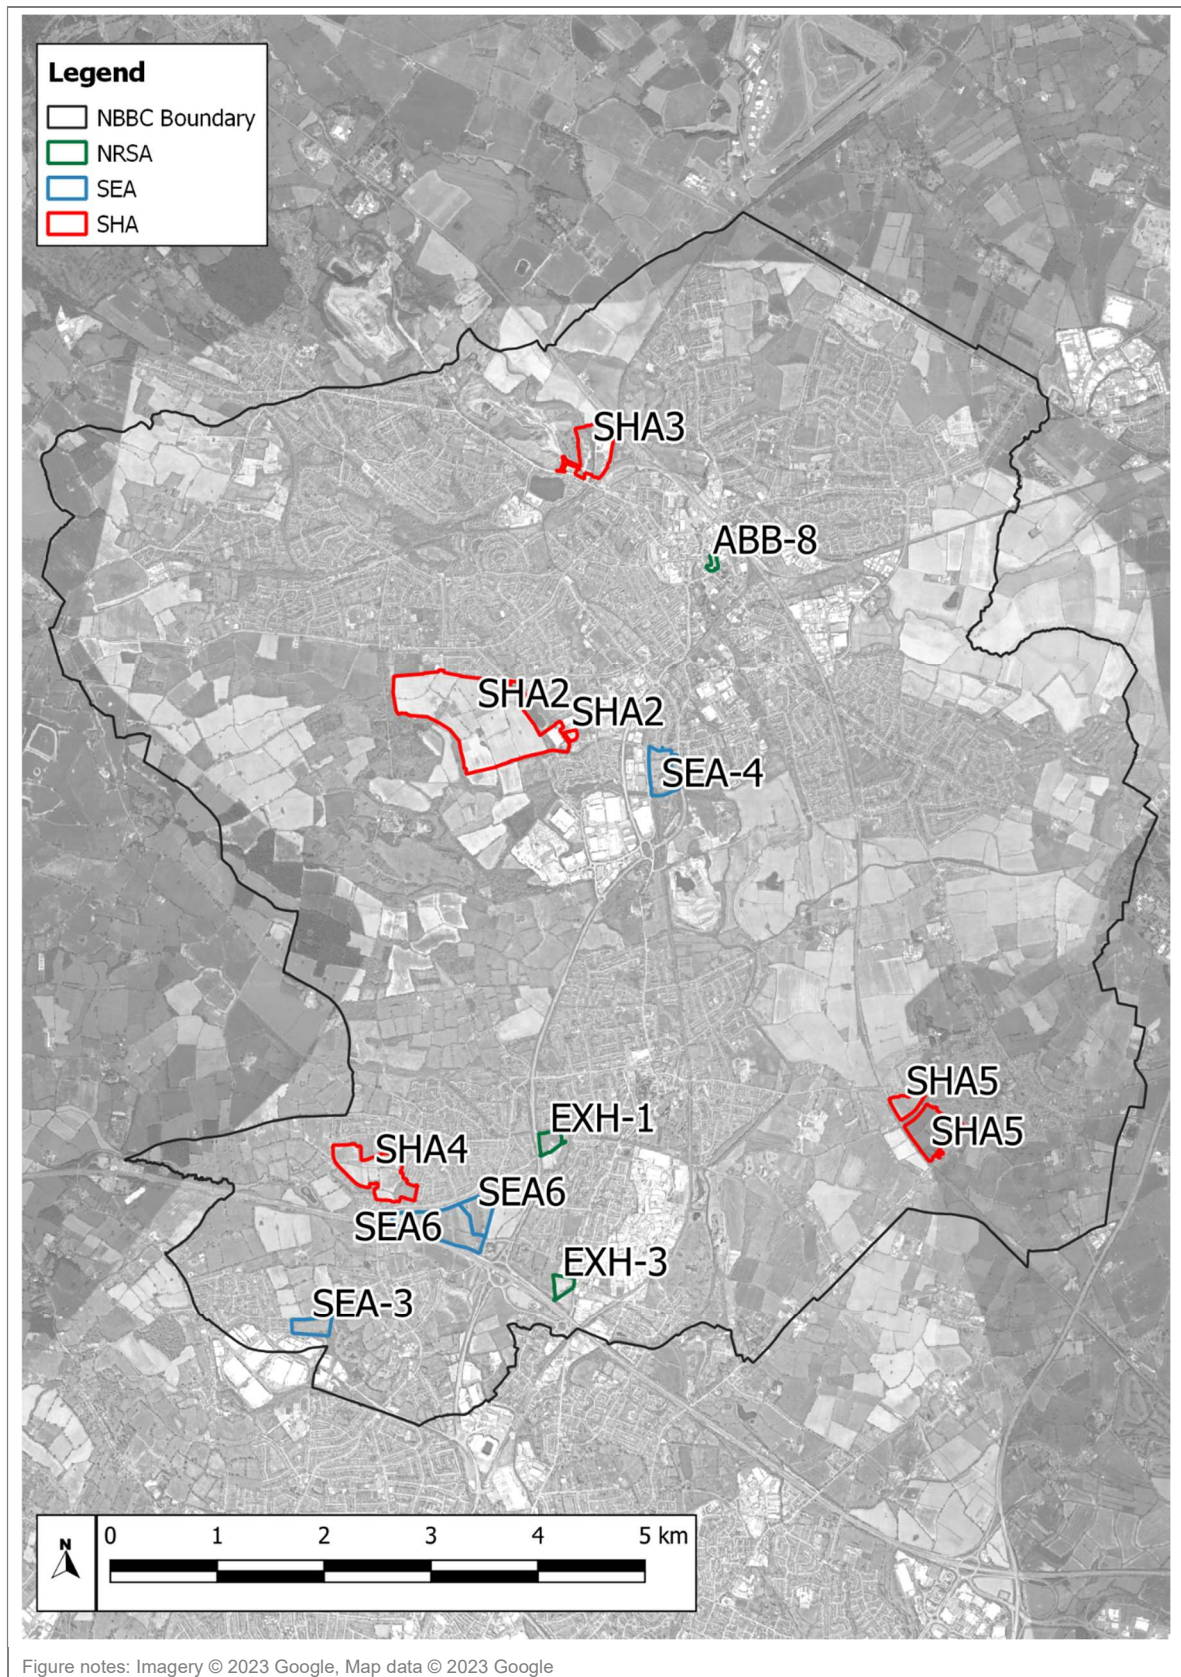 Legend
NBBC Boundary
NRSA
SEA
SHA
SHA3
ABB-8
SHA2
SHA2
SEA-4
SHA5
SHA5
EXH-1
SHA4
SEA6
SEA6
EXH-3
SEA-3
N
0 1 2 3 4 5 km
Figure notes: Imagery © 2023 Google, Map data © 2023 Google